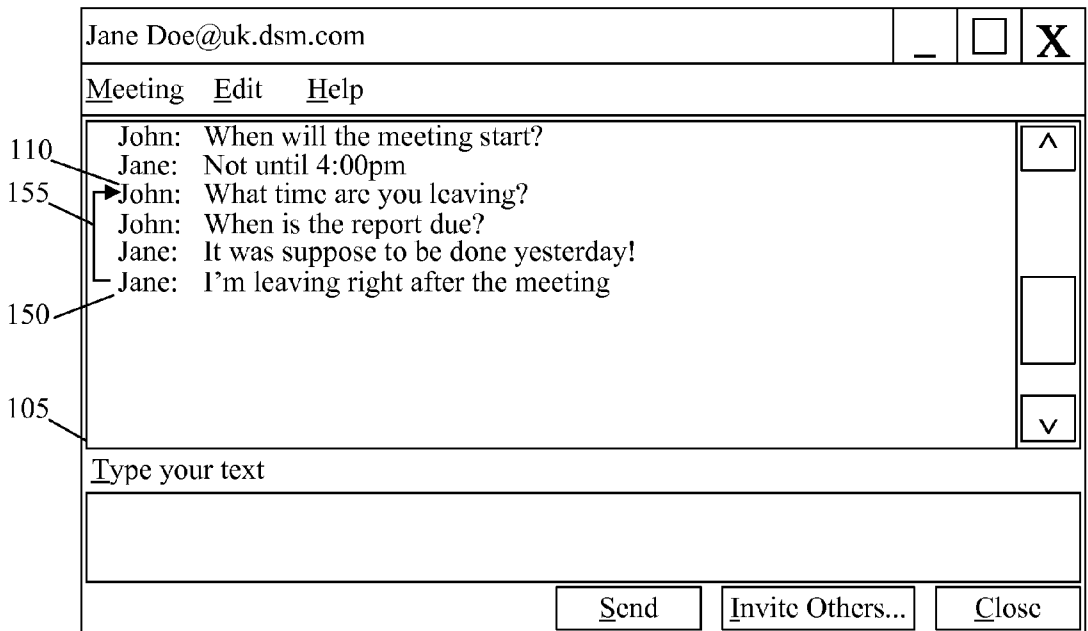 Jane Doe@uk.dsm.com _ X
Meeting Edit Help
John: When will the meeting start?
110
Jane: Not until 4:00pm
155
John: What time are you leaving?
John: When is the report due?
Jane: It was suppose to be done yesterday!
Jane: I'm leaving right after the meeting
150
105
Type your text
Send Invite Others... Close